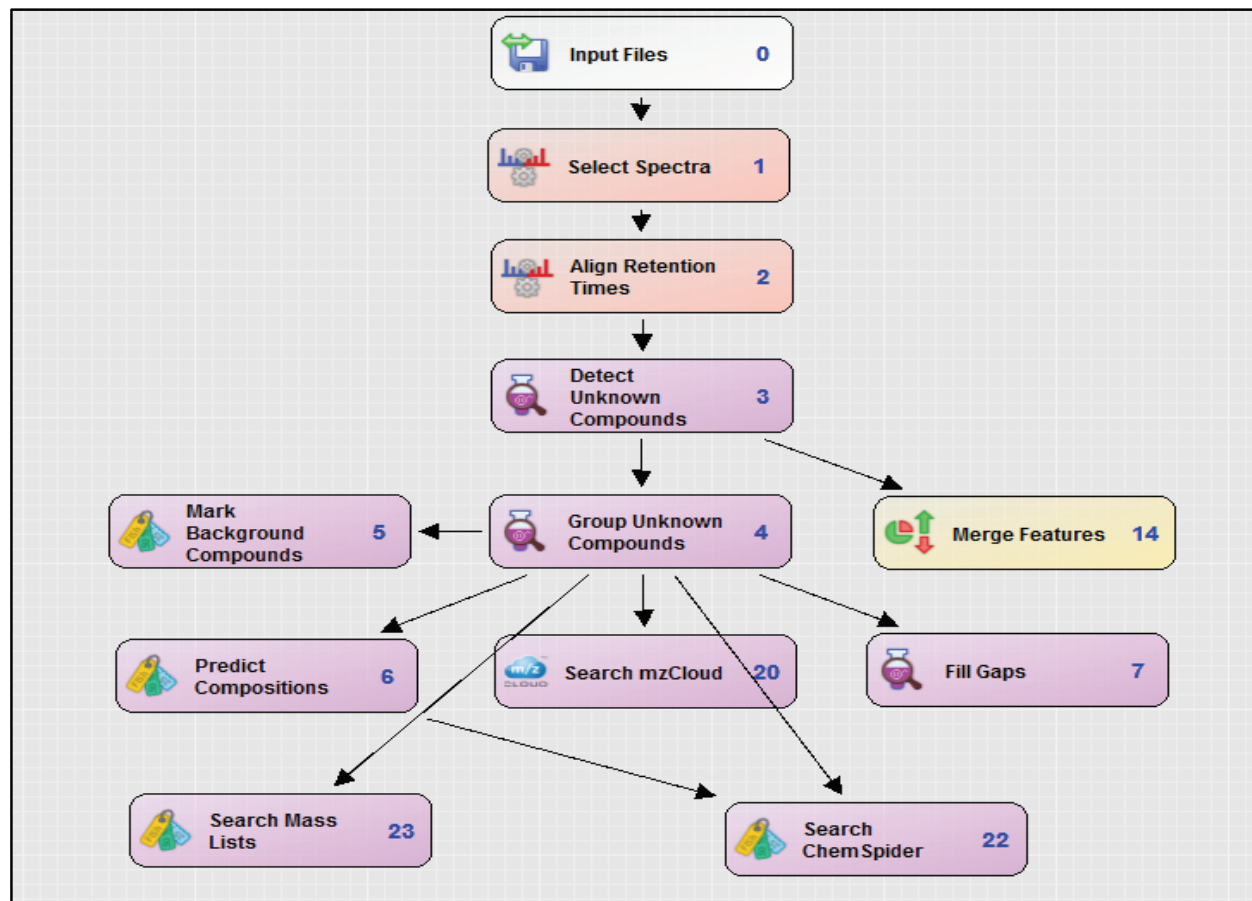 Input Files 0
Select Spectra 1
Align Retention
Times 2
Detect
Unknown 3
Compounds
Mark
Background 5
Compounds
Group Unknown
Compounds 4
Merge Features 14
Predict
Compositions 6
m/z
CLOUD
Search mzCloud 20
Fill Gaps 7
Search Mass
Lists 23
Search
ChemSpider 22